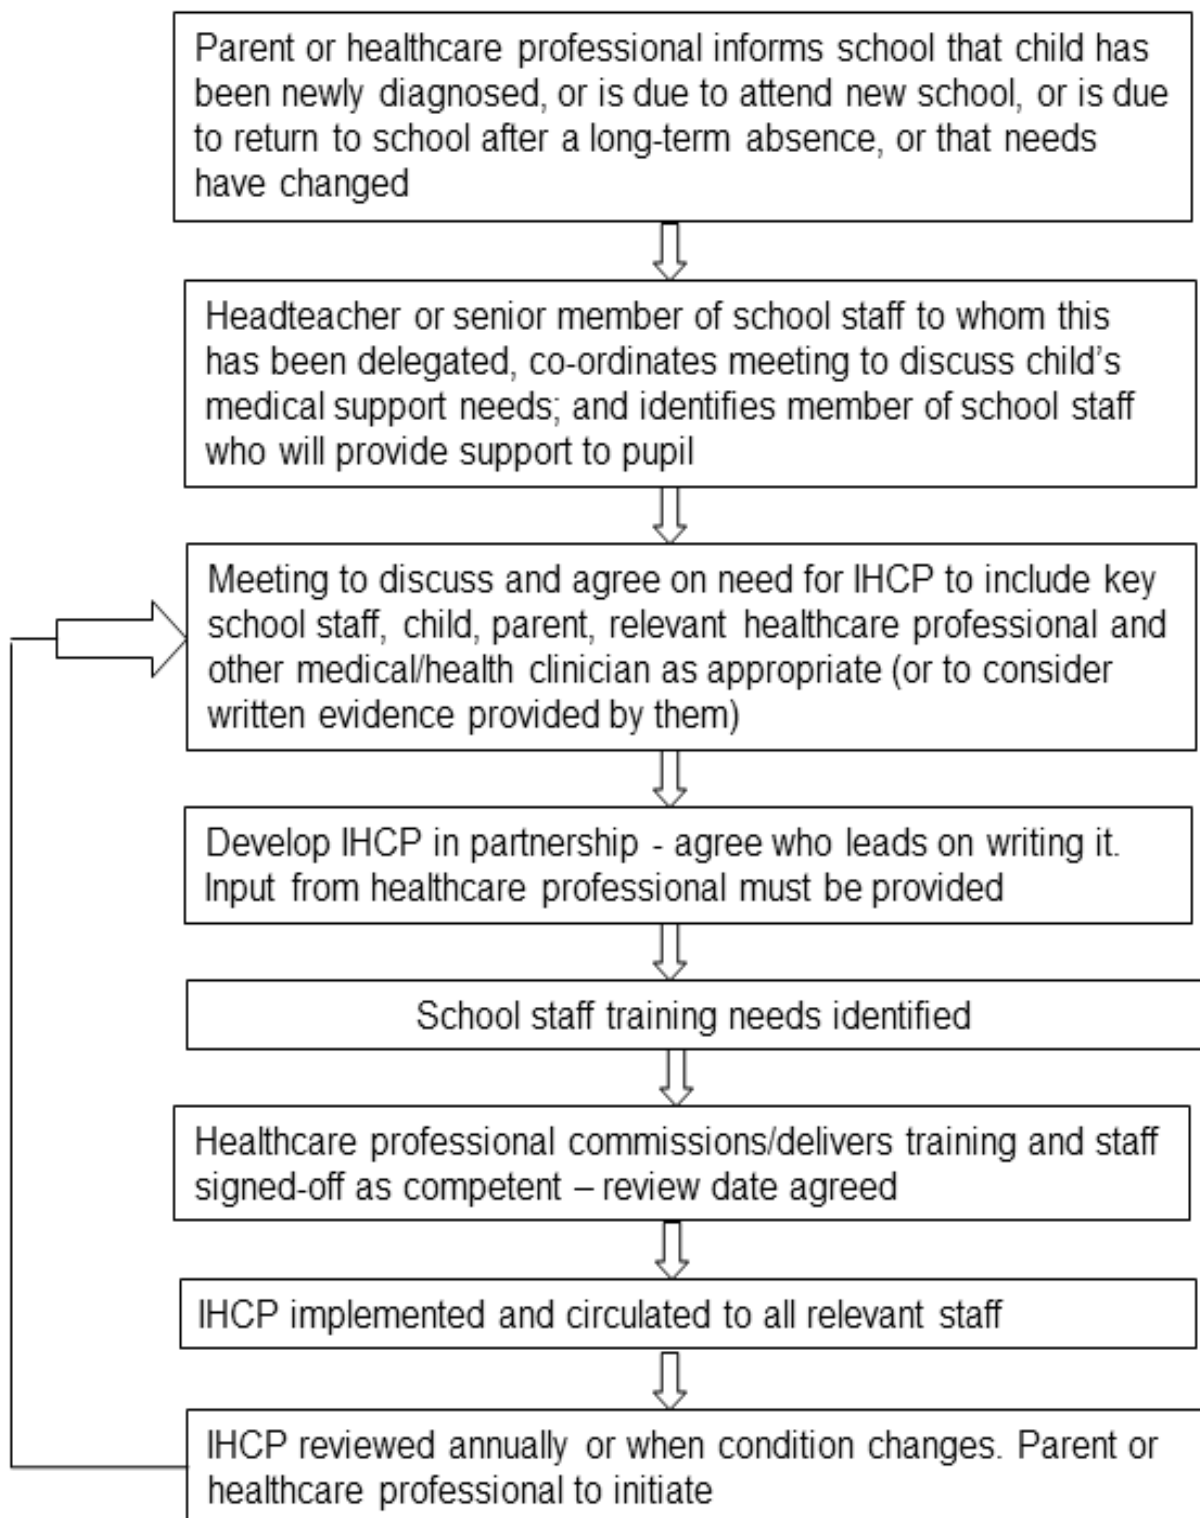 Parent or healthcare professional informs school that child has
been newly diagnosed, or is due to attend new school, or is due
to return to school after a long-term absence, or that needs
have changed
Headteacher or senior member of school staff to whom this
has been delegated, co-ordinates meeting to discuss child’s
medical support needs; and identifies member of school staff
who will provide support to pupil
Meeting to discuss and agree on need for IHCP to include key
school staff, child, parent, relevant healthcare professional and
other medical/health clinician as appropriate (or to consider
written evidence provided by them)
Develop IHCP in partnership - agree who leads on writing it.
Input from healthcare professional must be provided
School staff training needs identified
Healthcare professional commissions/delivers training and staff
signed-off as competent – review date agreed
IHCP implemented and circulated to all relevant staff
IHCP reviewed annually or when condition changes. Parent or
healthcare professional to initiate